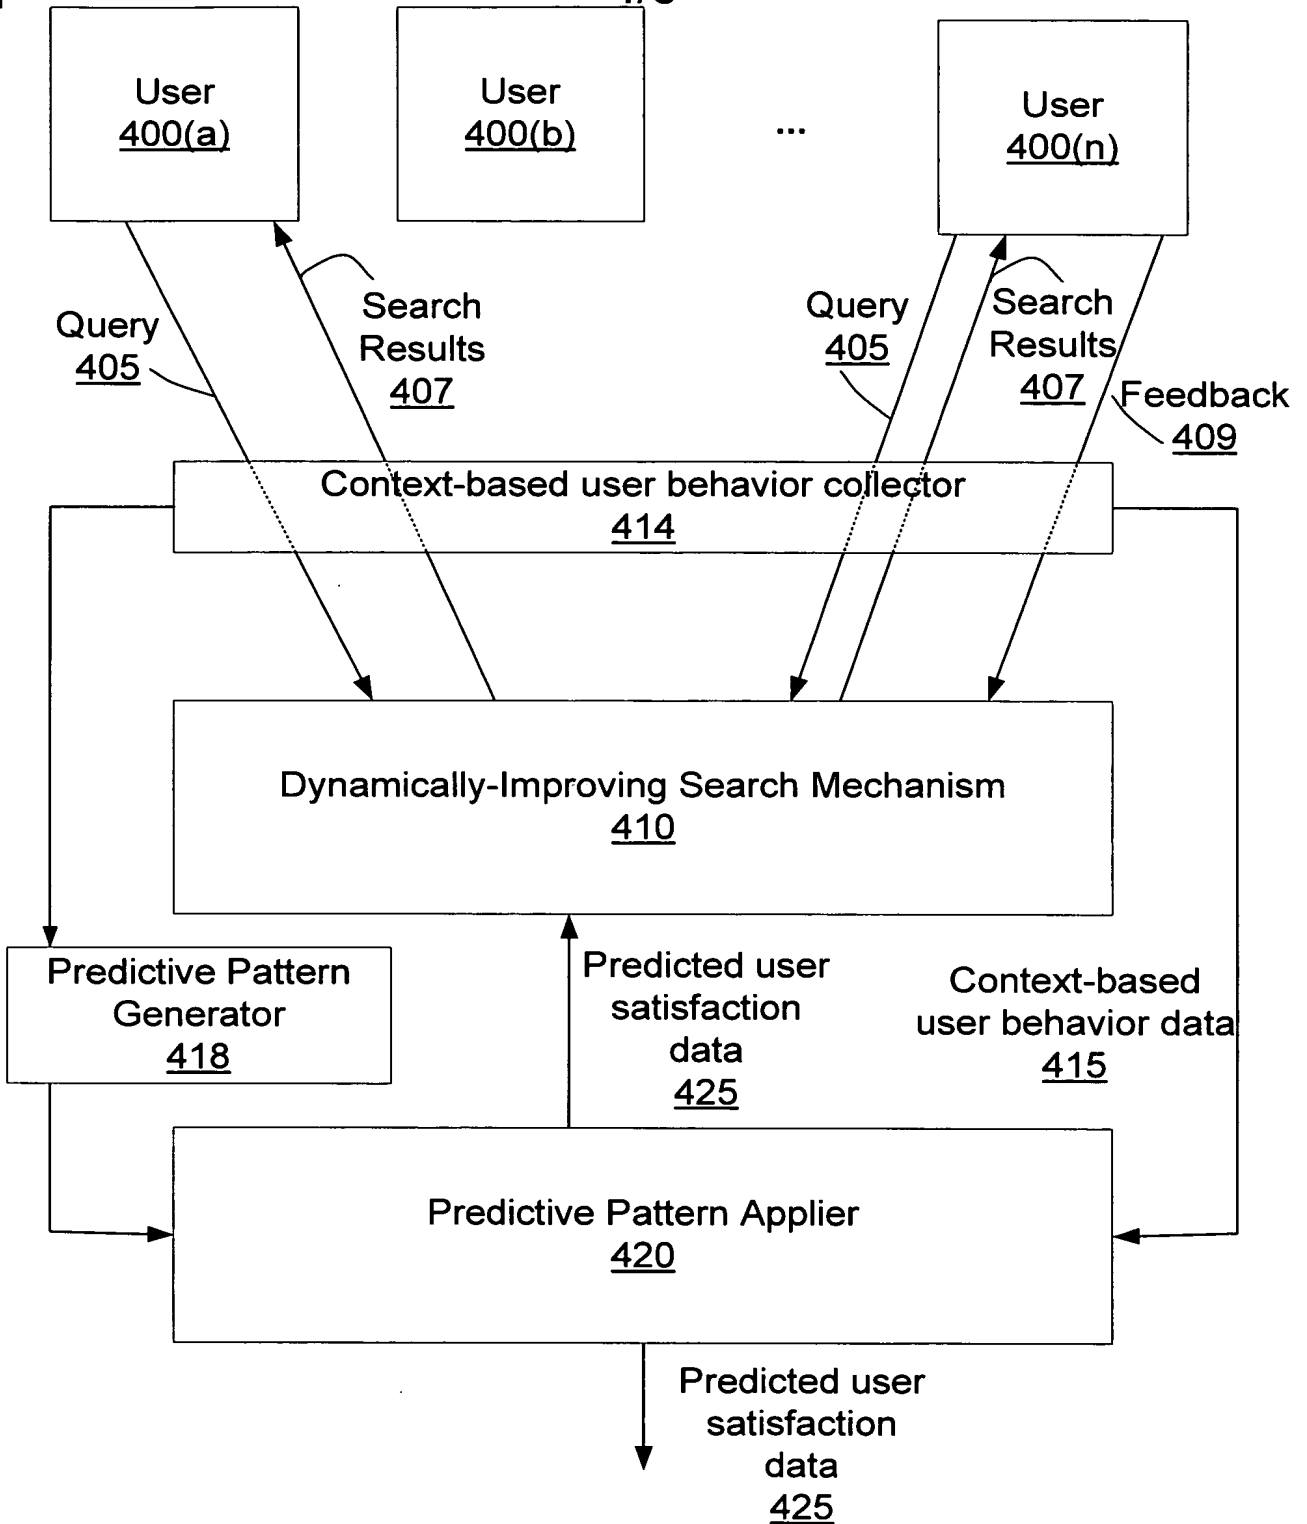 User
400(a)
User
400(b)
...
User
400(n)
Query
405
Search
Results
407
Query
405
Search
Results
407
Feedback
409
Context-based user behavior collector
414
Dynamically-Improving Search Mechanism
410
Predictive Pattern
Generator
418
Predicted user
satisfaction
data
425
Context-based
user behavior data
415
Predictive Pattern Applier
420
Predicted user
satisfaction
data
425